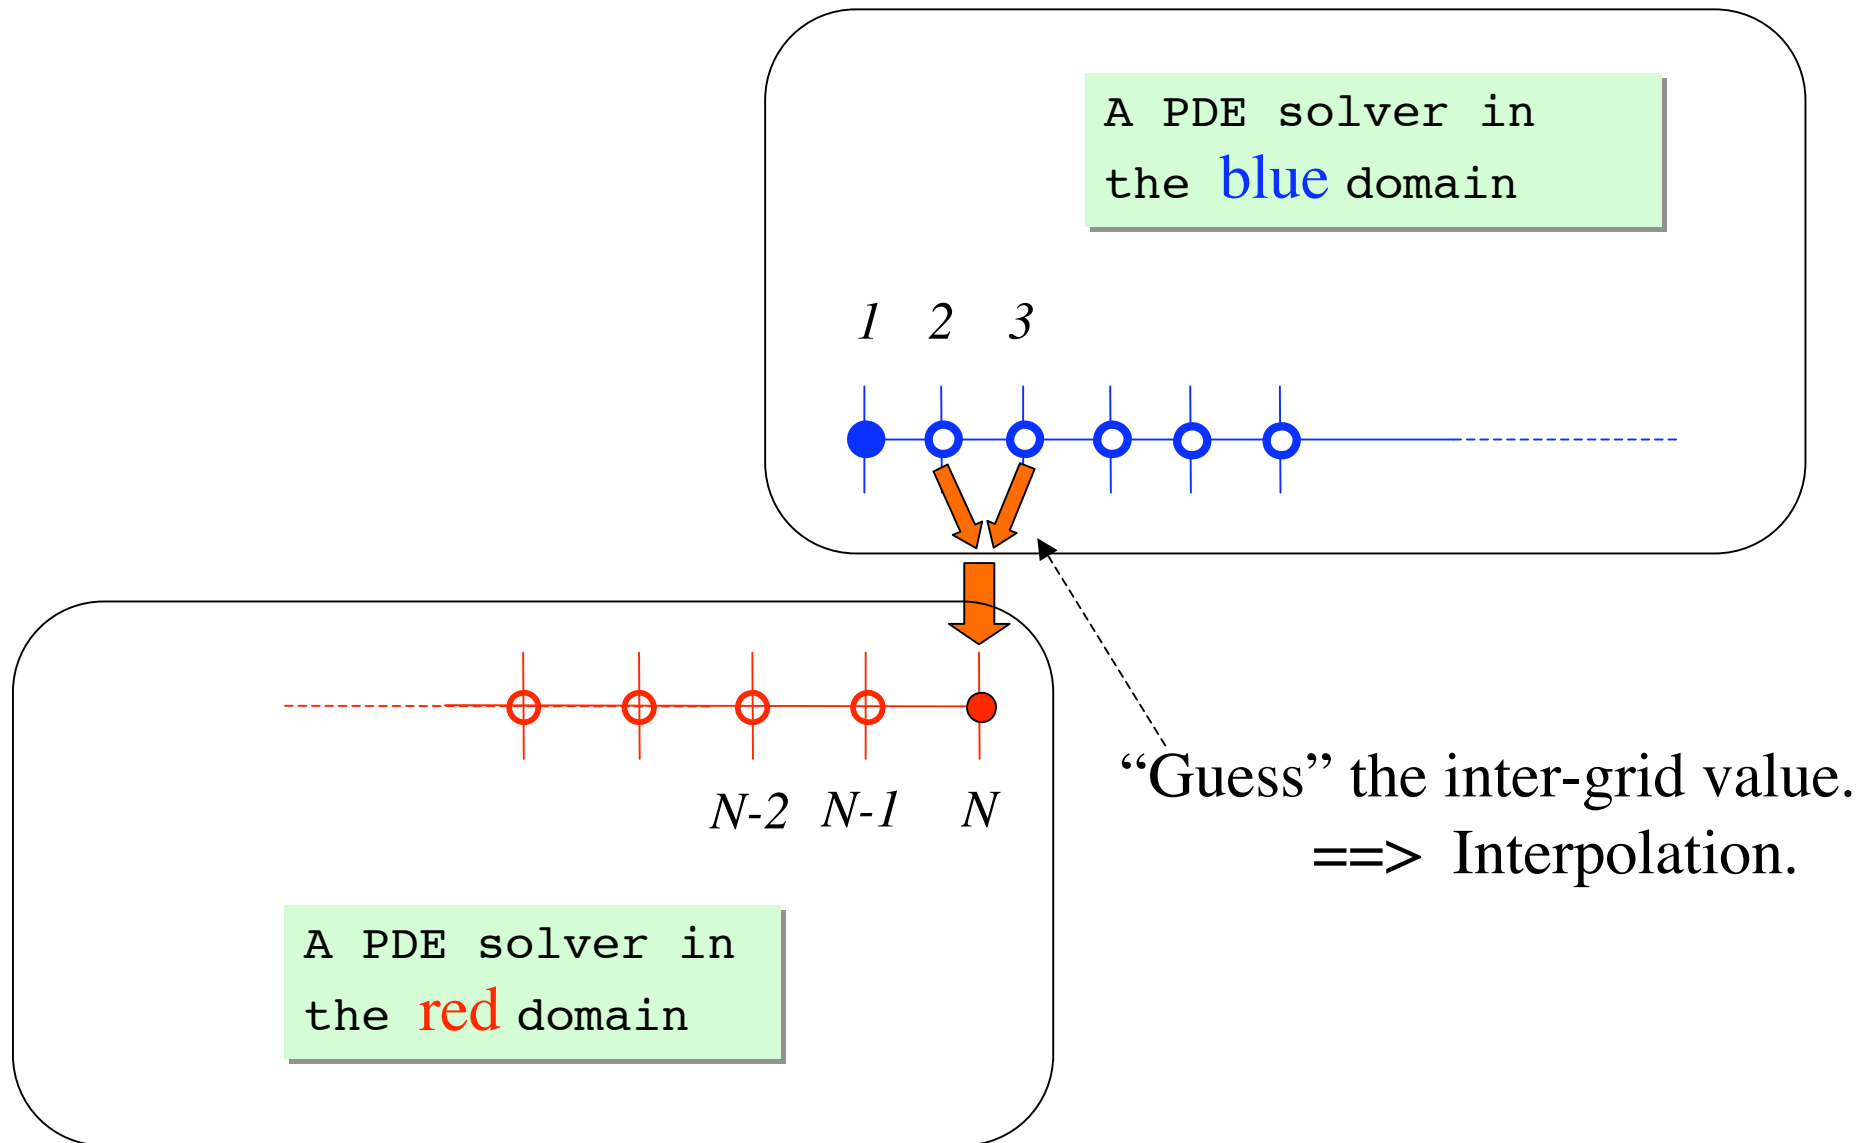 A PDE solver in
the blue domain
1 2 3
N-2 N-1 N
“Guess” the inter-grid value.
==> Interpolation.
A PDE solver in
the red domain